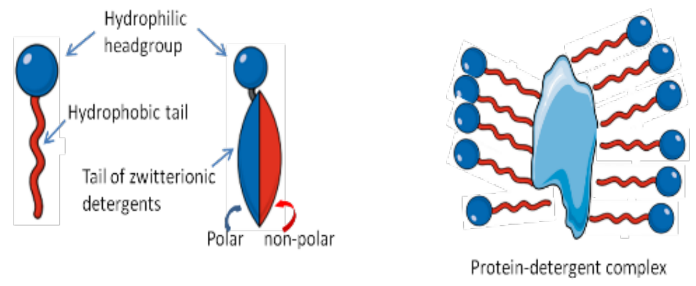 Hydrophilic
headgroup
Hydrophobic tail
Tail of zwitterionic
detergents
Polar non-polar
Protein-detergent complex